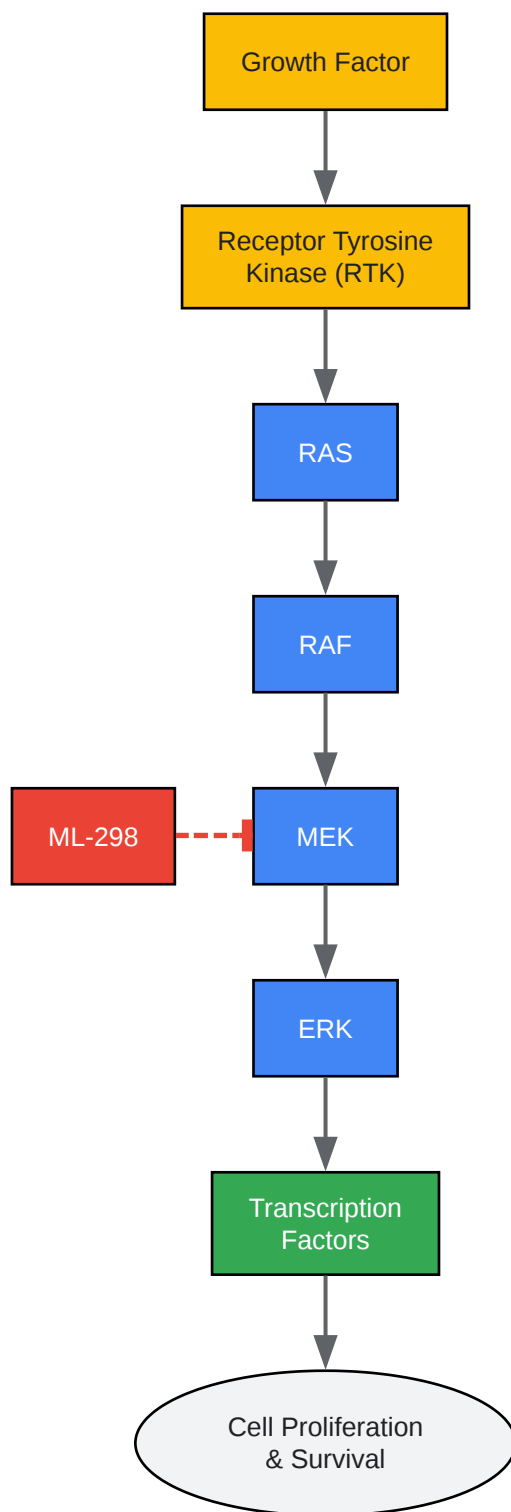 Growth Factor
Receptor Tyrosine
Kinase (RTK)
RAS
RAF
ML-298
MEK
ERK
Transcription
Factors
Cell Proliferation
& Survival